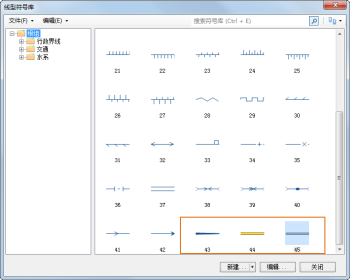 线型符号库
文件(F) 编辑(E) 搜索符号库 (Ctrl + E)
根组
行政界线
交通
水系
21 22 23 24 25
26 27 28 29 30
31 32 33 34 35
36 37 38 39 40
41 42 43 44 45
新建... 编辑... 关闭